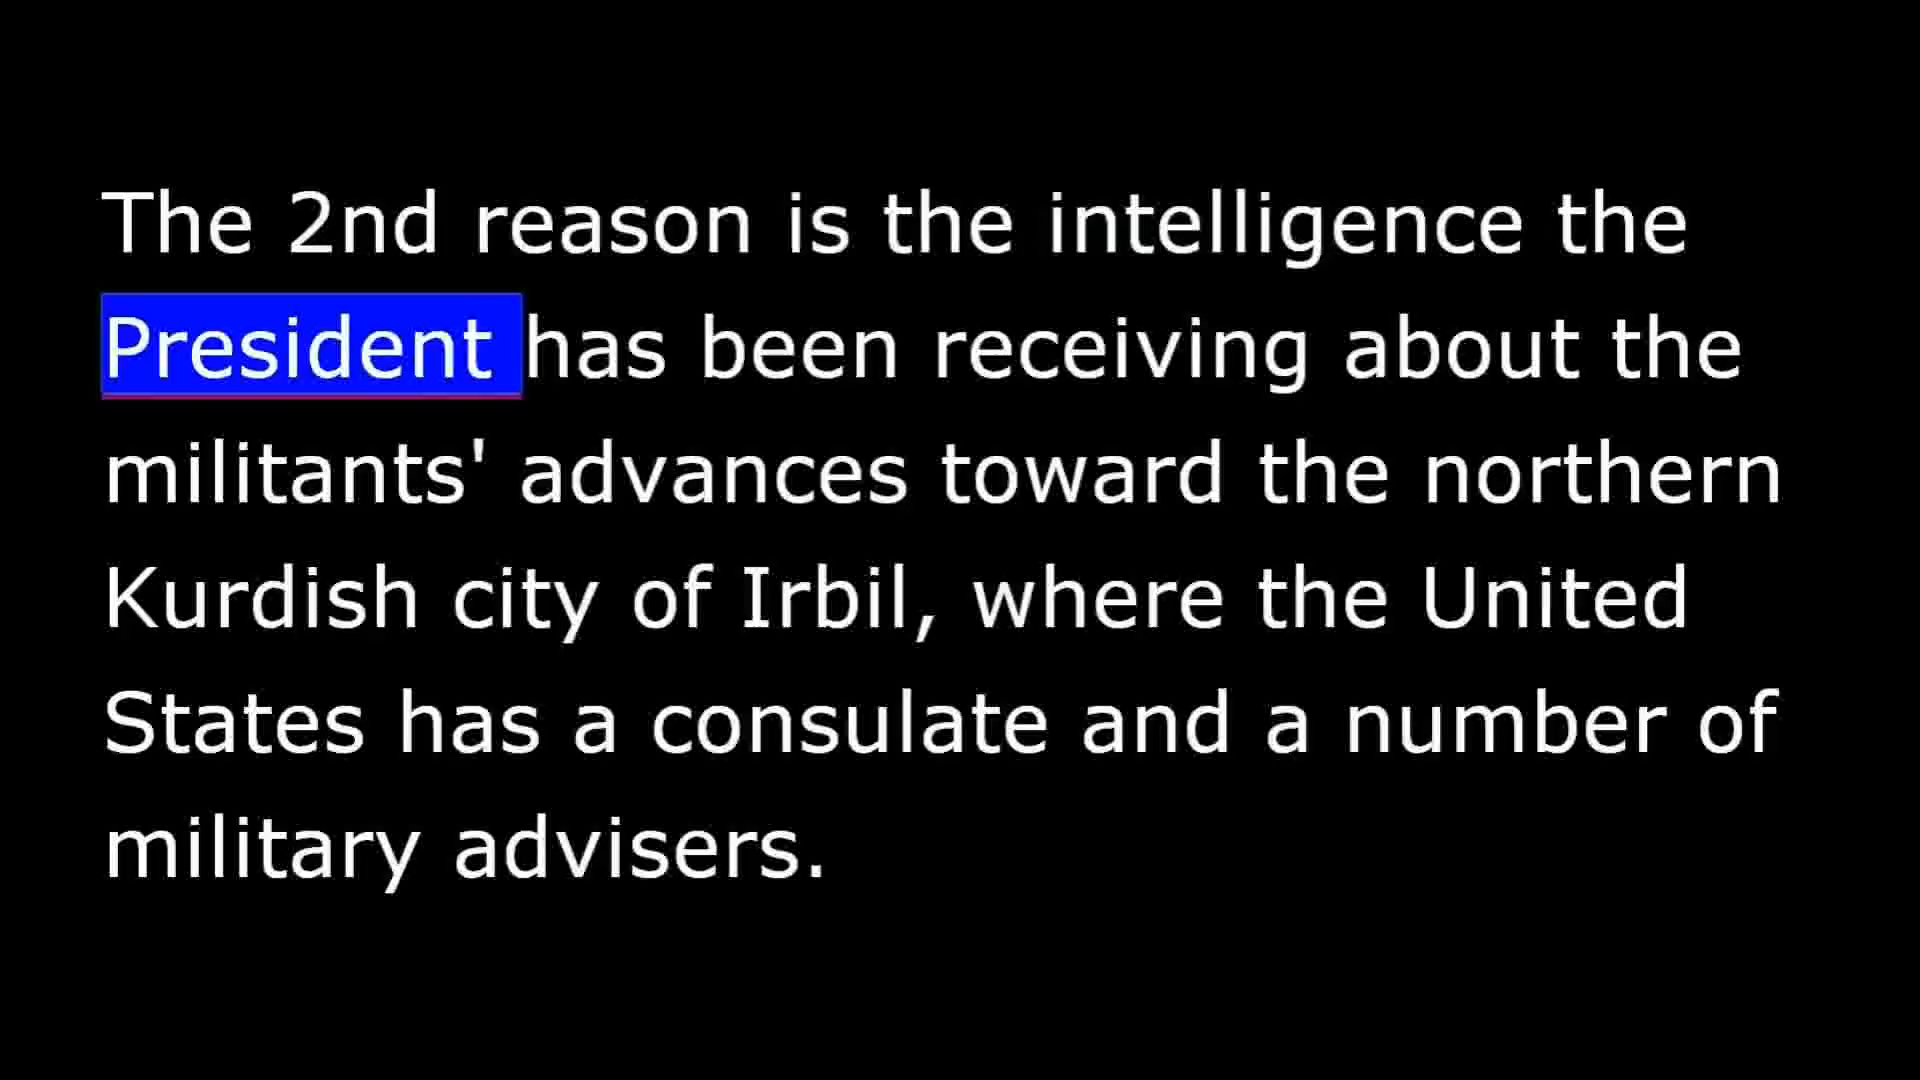 The 2nd reason is the intelligence the
President has been receiving about the
militants' advances toward the northern
Kurdish city of Irbil, where the United
States has a consulate and a number of
military advisers.